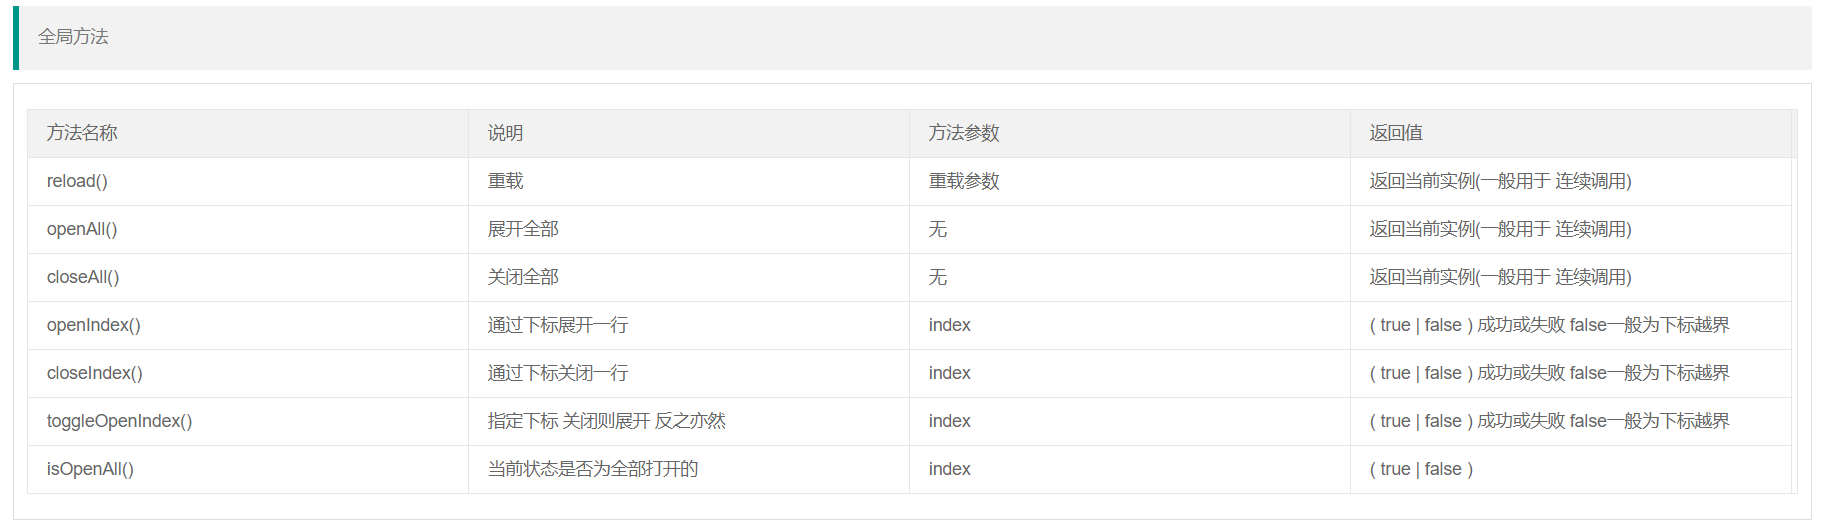 全局方法
方法名称 说明 方法参数 返回值
reload() 重载 重载参数 返回当前实例(一般用于 连续调用)
openAll() 展开全部 无 返回当前实例(一般用于 连续调用)
closeAll() 关闭全部 无 返回当前实例(一般用于 连续调用)
openIndex() 通过下标展开一行 index ( true | false ) 成功或失败 false一般为下标越界
closeIndex() 通过下标关闭一行 index ( true | false ) 成功或失败 false一般为下标越界
toggleOpenIndex() 指定下标 关闭则展开 反之亦然 index ( true | false ) 成功或失败 false一般为下标越界
isOpenAll() 当前状态是否为全部打开的 index ( true | false )